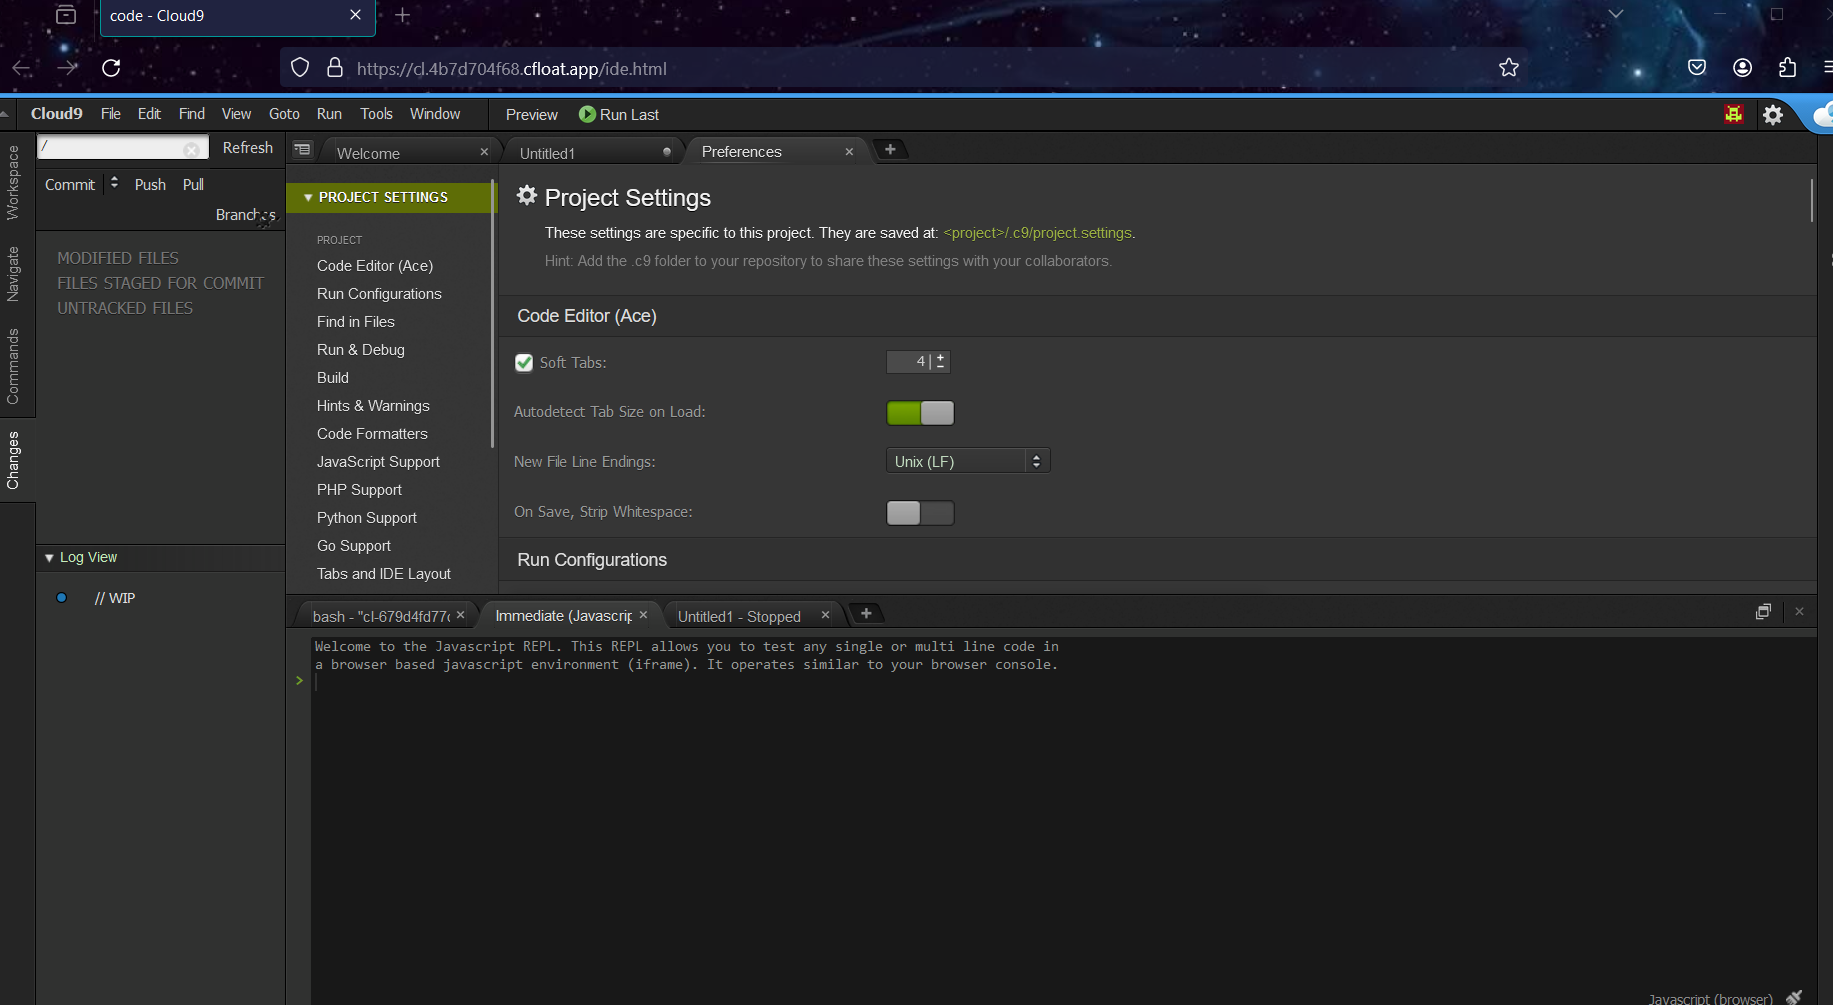 code - Cloud9
https://cl.4b7d704f68.cfloat.app/ide.html
Cloud9 File Edit Find View Goto Run Tools Window Preview Run Last
/ Refresh
Commit Push Pull
Branches
MODIFIED FILES
FILES STAGED FOR COMMIT
UNTRACKED FILES
Workspace
Navigate
Commands
Changes
Log View
// WIP
Welcome Untitled1 Preferences
PROJECT SETTINGS
PROJECT
Code Editor (Ace)
Run Configurations
Find in Files
Run & Debug
Build
Hints & Warnings
Code Formatters
JavaScript Support
PHP Support
Python Support
Go Support
Tabs and IDE Layout
Project Settings
These settings are specific to this project. They are saved at: <project>/.c9/project.settings.
Hint: Add the .c9 folder to your repository to share these settings with your collaborators.
Code Editor (Ace)
Soft Tabs: 4
Autodetect Tab Size on Load:
New File Line Endings: Unix (LF)
On Save, Strip Whitespace:
Run Configurations
bash - "cl-679d4fd77 Immediate (Javascrip Untitled1 - Stopped
Welcome to the Javascript REPL. This REPL allows you to test any single or multi line code in
a browser based javascript environment (iframe). It operates similar to your browser console.
>
Javascript (browser)